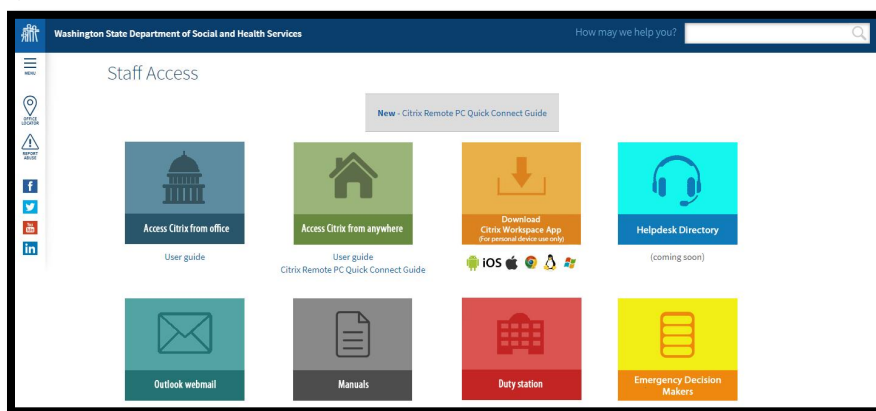 Washington State Department of Social and Health Services
How may we help you?
MENU
Staff Access
OFFICE
LOCATOR
New - Citrix Remote PC Quick Connect Guide
REPORT
ABUSE
f
You
Tube
in
Access Citrix from office
Access Citrix from anywhere
Download
Citrix Workspace App
(For personal device use only)
Helpdesk Directory
User guide
User guide
Citrix Remote PC Quick Connect Guide
iOS
(coming soon)
Outlook webmail
Manuals
Duty station
Emergency Decision
Makers